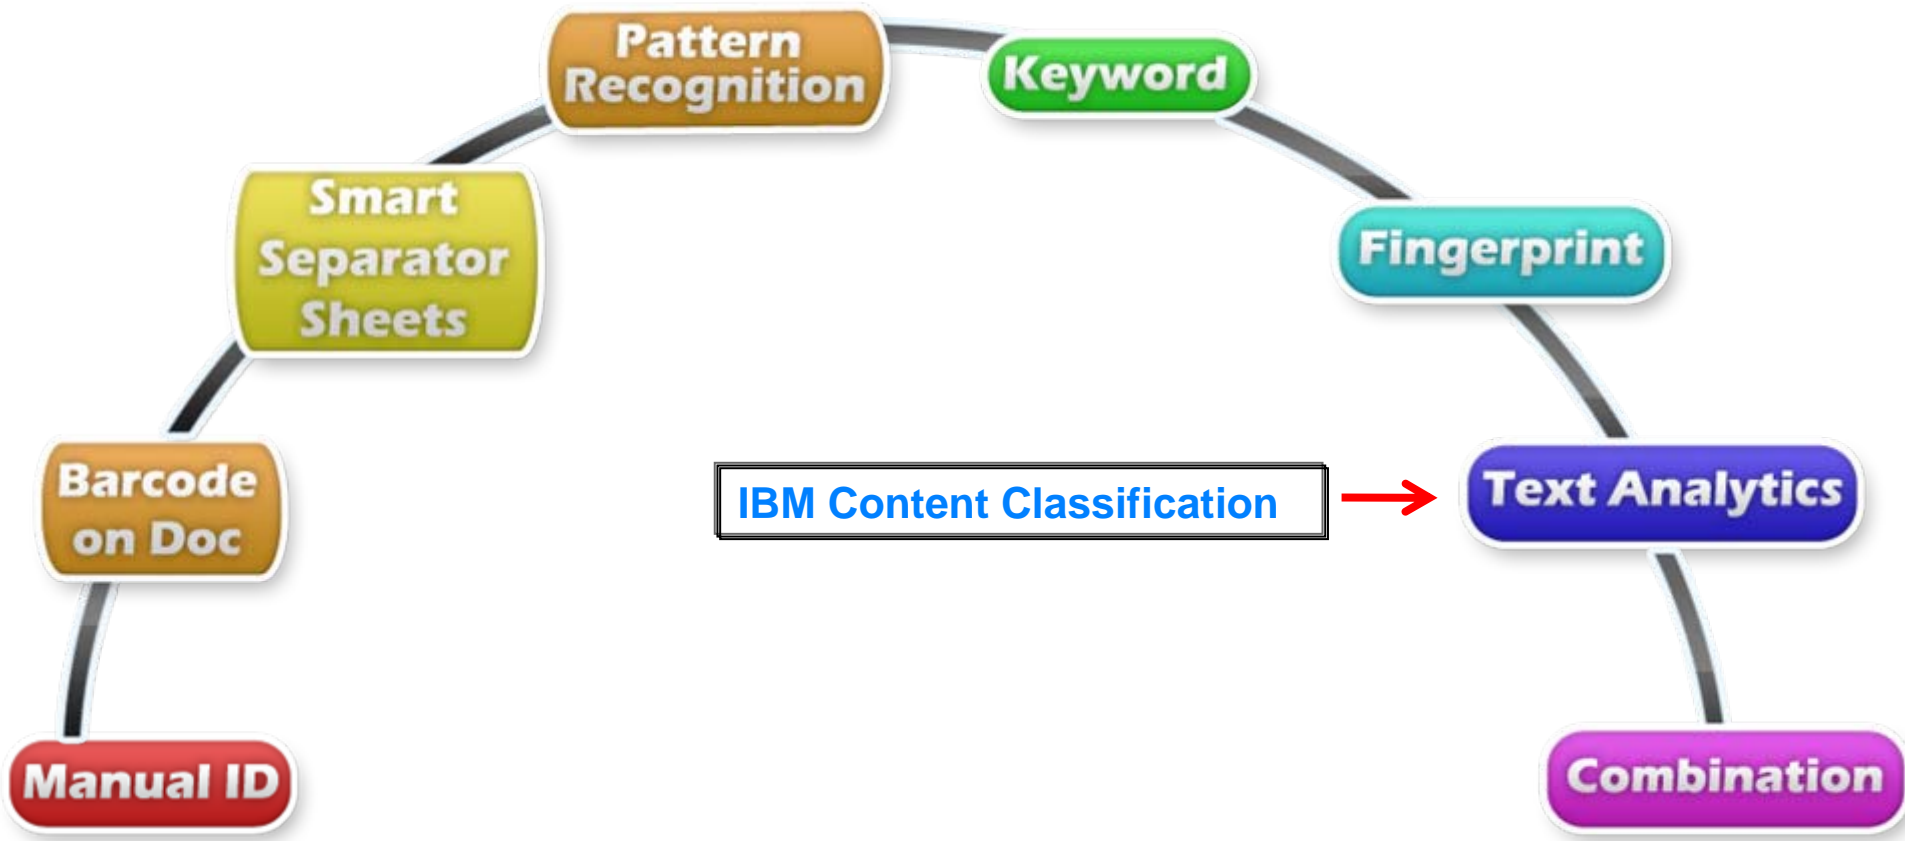 Pattern
Recognition
Keyword
Smart
Separator
Sheets
Fingerprint
Barcode
on Doc
IBM Content Classification
Text Analytics
Manual ID
Combination